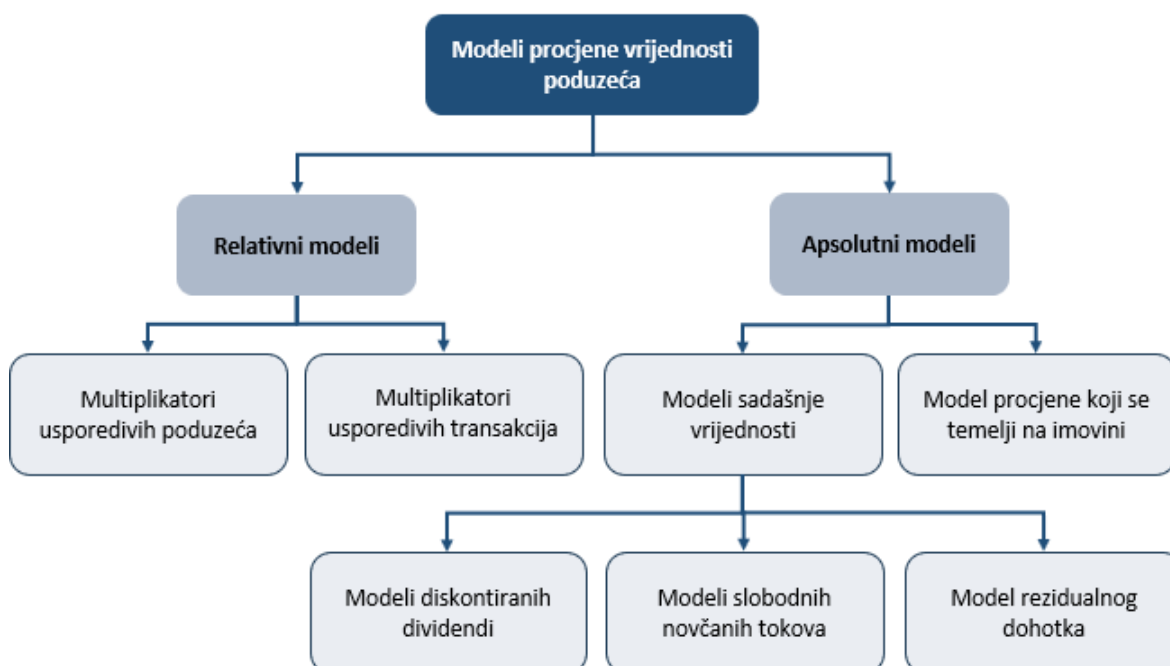 Modeli procjene vrijednosti
poduzeća
Relativni modeli
Apsolutni modeli
Multiplikatori
usporedivih poduzeća
Multiplikatori
usporedivih transakcija
Modeli sadašnje
vrijednosti
Model procjene koji se
temelji na imovini
Modeli diskontiranih
dividendi
Modeli slobodnih
novčanih tokova
Model rezidualnog
dohotka